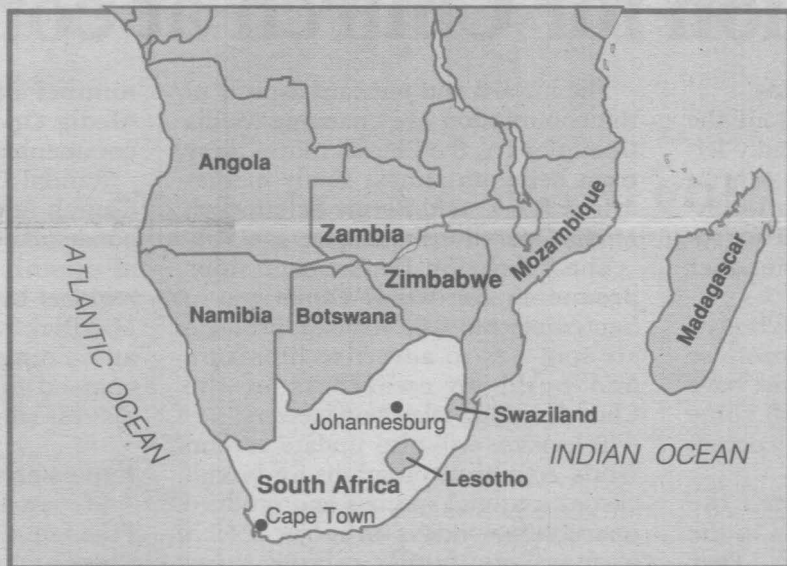 Angola
Zambia
Mozambique
Zimbabwe
Madagascar
ATLANTIC OCEAN
Namibia
Botswana
Johannesburg
Swaziland
INDIAN OCEAN
Lesotho
South Africa
Cape Town